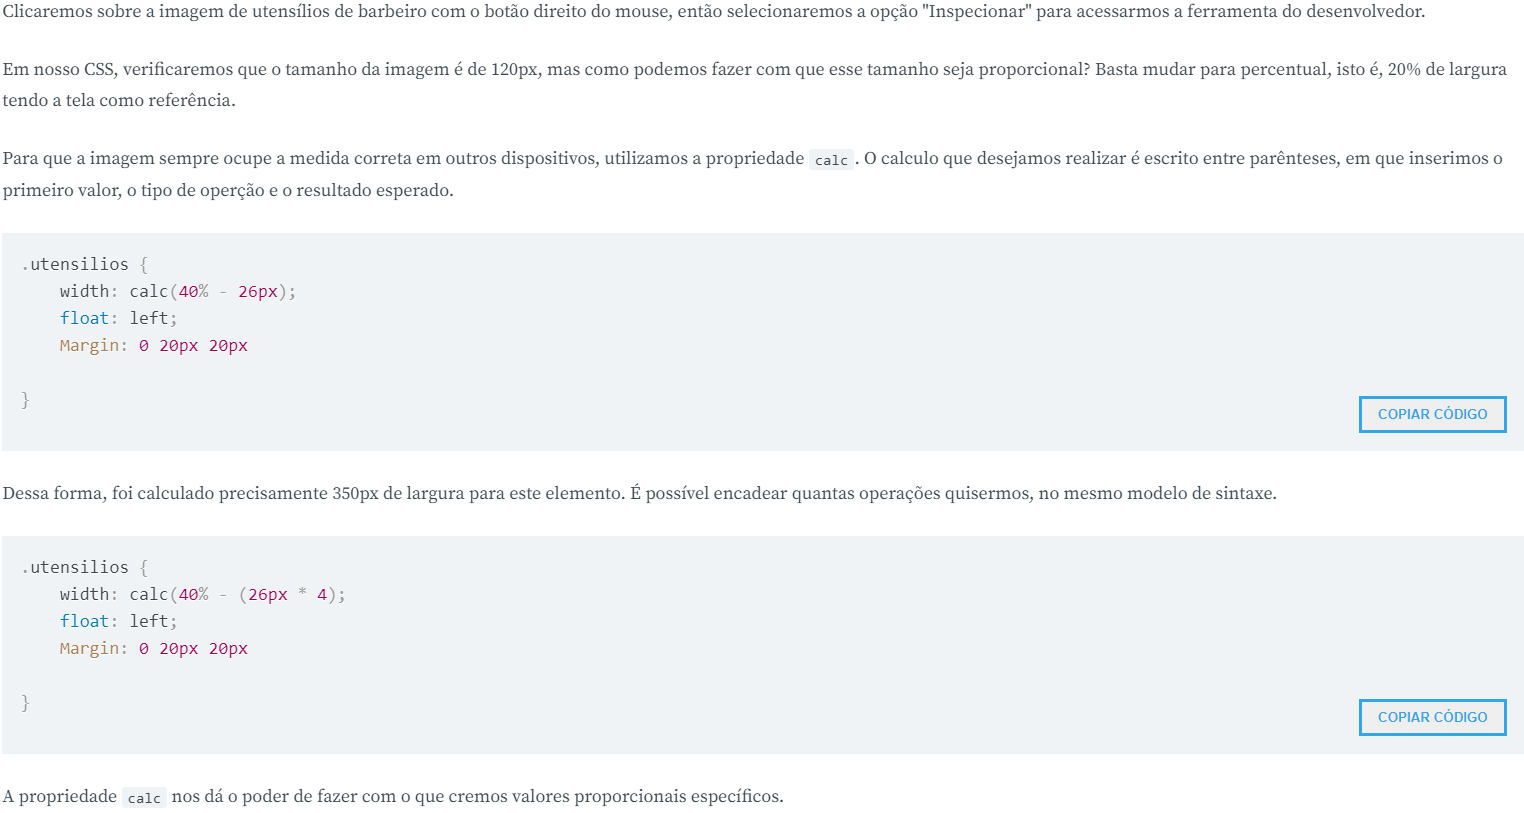 Clicaremos sobre a imagem de utensílios de barbeiro com o botão direito do mouse, então selecionaremos a opção "Inspecionar" para acessarmos a ferramenta do desenvolvedor.
Em nosso CSS, verificaremos que o tamanho da imagem é de 120px, mas como podemos fazer com que esse tamanho seja proporcional? Basta mudar para percentual, isto é, 20% de largura
tendo a tela como referência.
Para que a imagem sempre ocupe a medida correta em outros dispositivos, utilizamos a propriedade calc . O calculo que desejamos realizar é escrito entre parênteses, em que inserimos o
primeiro valor, o tipo de operção e o resultado esperado.
.utensilios {
    width: calc(40% - 26px);
    float: left;
    Margin: 0 20px 20px
}
COPIAR CÓDIGO
Dessa forma, foi calculado precisamente 350px de largura para este elemento. É possível encadear quantas operações quisermos, no mesmo modelo de sintaxe.
.utensilios {
    width: calc(40% - (26px * 4);
    float: left;
    Margin: 0 20px 20px
}
COPIAR CÓDIGO
A propriedade calc nos dá o poder de fazer com o que cremos valores proporcionais específicos.